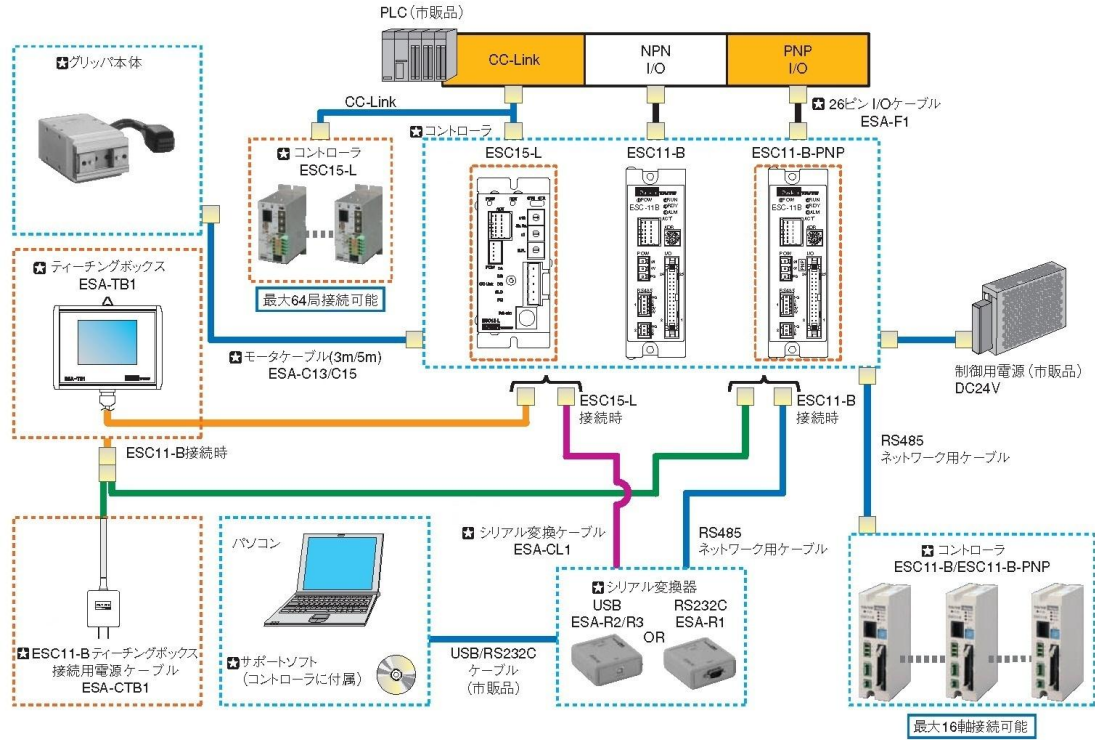 PLC(市販品)
CC-Link
NPN
I/O
PNP
I/O
★グリッパ本体
CC-Link
★26ピン I/Oケーブル
ESA-F1
★コントローラ
ESC15-L
★コントローラ
ESC15-L
ESC11-B
ESC11-B-PNP
最大64局接続可能
★ティーチングボックス
ESA-TB1
ESA-TB1
★モータケーブル(3m/5m)
ESA-C13/C15
制御用電源(市販品)
DC24V
ESC15-L
接続時
ESC11-B
接続時
ESC11-B接続時
RS485
ネットワーク用ケーブル
★シリアル変換ケーブル
ESA-CL1
RS485
ネットワーク用ケーブル
パソコン
★シリアル変換器
USB
ESA-R2/R3
OR
RS232C
ESA-R1
★コントローラ
ESC11-B/ESC11-B-PNP
★ESC11-Bティーチングボックス
接続用電源ケーブル
ESA-CTB1
★サポートソフト
(コントローラに付属)
USB/RS232C
ケーブル
(市販品)
最大16軸接続可能